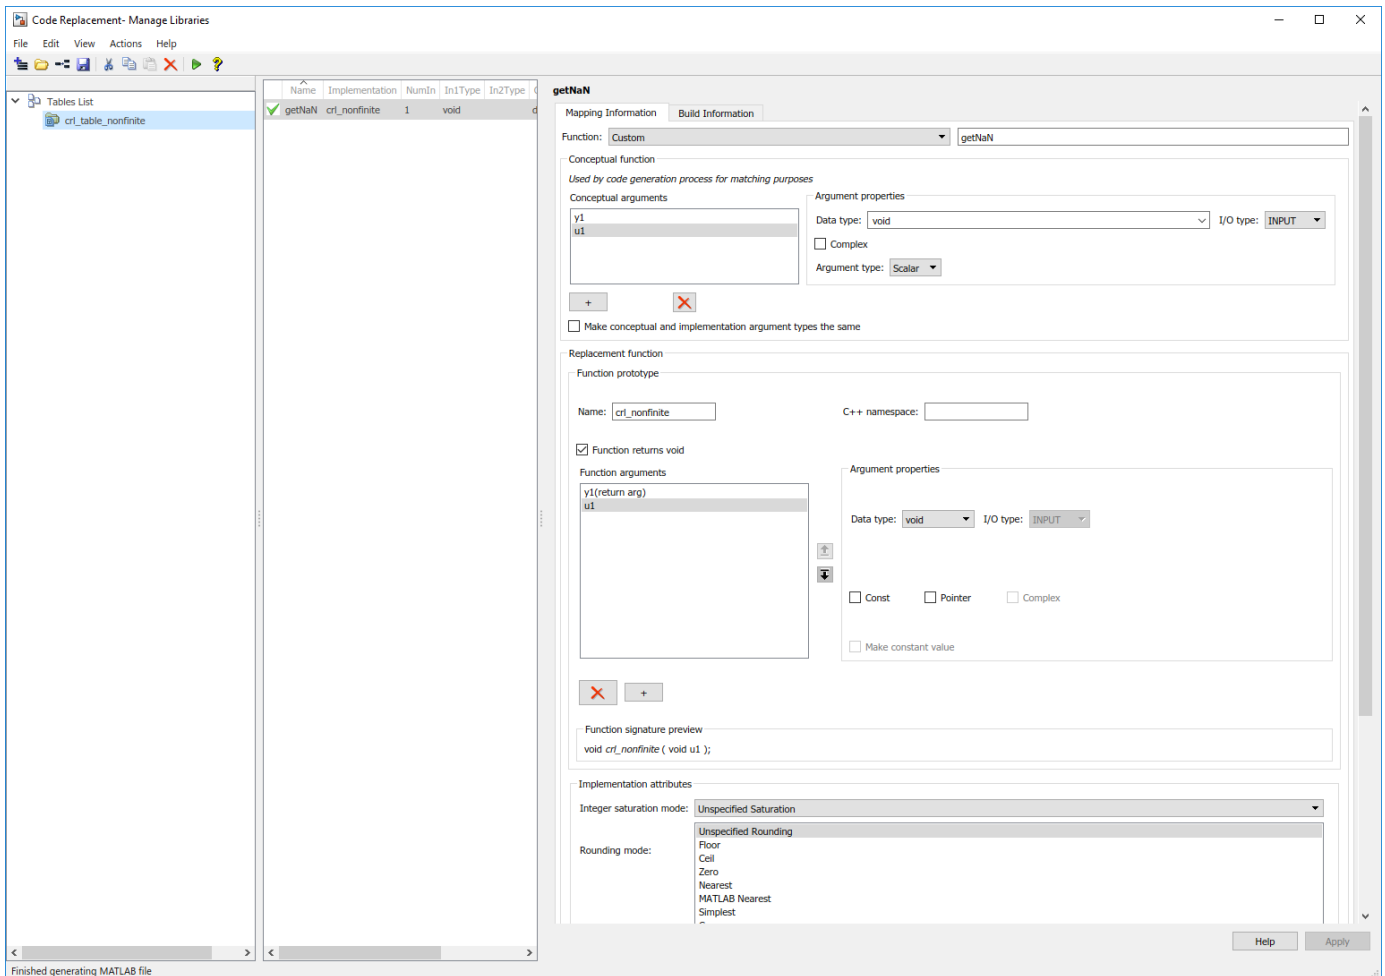 Code Replacement- Manage Libraries
File Edit View Actions Help
Tables List
crl_table_nonfinite
Name Implementation NumIn In1Type In2Type
getNaN crl_nonfinite 1 void d
getNaN
Mapping Information Build Information
Function: Custom getNaN
Conceptual function
Used by code generation process for matching purposes
Conceptual arguments
y1
u1
Argument properties
Data type: void I/O type: INPUT
Complex
Argument type: Scalar
+
Make conceptual and implementation argument types the same
Replacement function
Function prototype
Name: crl_nonfinite C++ namespace:
Function returns void
Function arguments
y1(return arg)
u1
Argument properties
Data type: void I/O type: INPUT
Const Pointer Complex
Make constant value
+
Function signature preview
void crl_nonfinite ( void u1 );
Implementation attributes
Integer saturation mode: Unspecified Saturation
Rounding mode:
Unspecified Rounding
Floor
Ceil
Zero
Nearest
MATLAB Nearest
Simplest
Help Apply
Finished generating MATLAB file